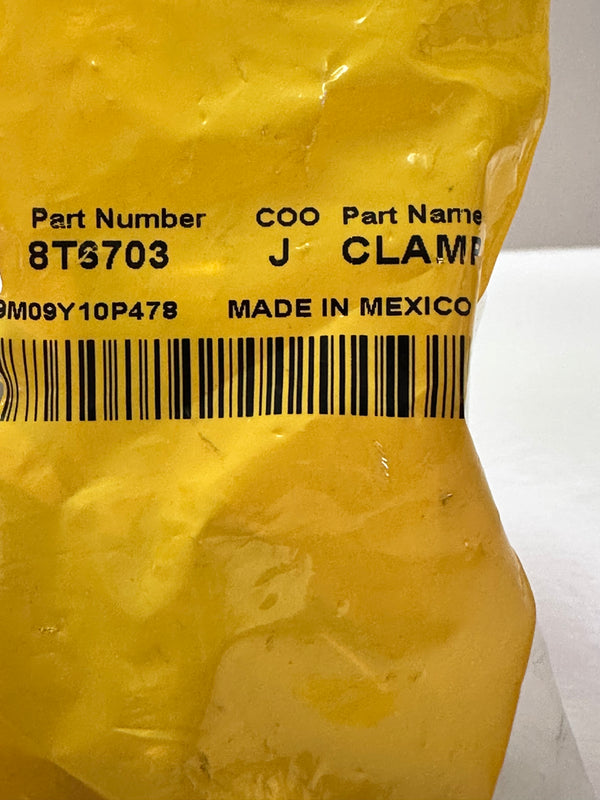 Part Number COO Part Name
8T6703 J CLAMP
9M09Y10P478 MADE IN MEXICO